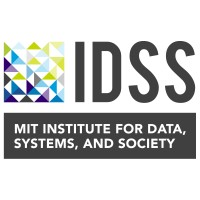 IDSS
MIT INSTITUTE FOR DATA,
SYSTEMS, AND SOCIETY